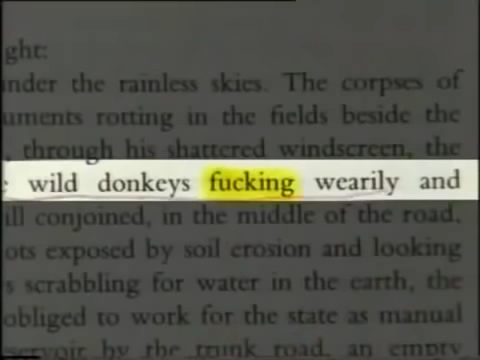 ght:
under the rainless skies. The corpses of
uments rotting in the fields beside the
, through his shattered windscreen, the
wild donkeys fucking wearily and
ill conjoined, in the middle of the road,
ots exposed by soil erosion and looking
s scrabbling for water in the earth, the
obliged to work for the state as manual
servoir by the trunk road, an empty